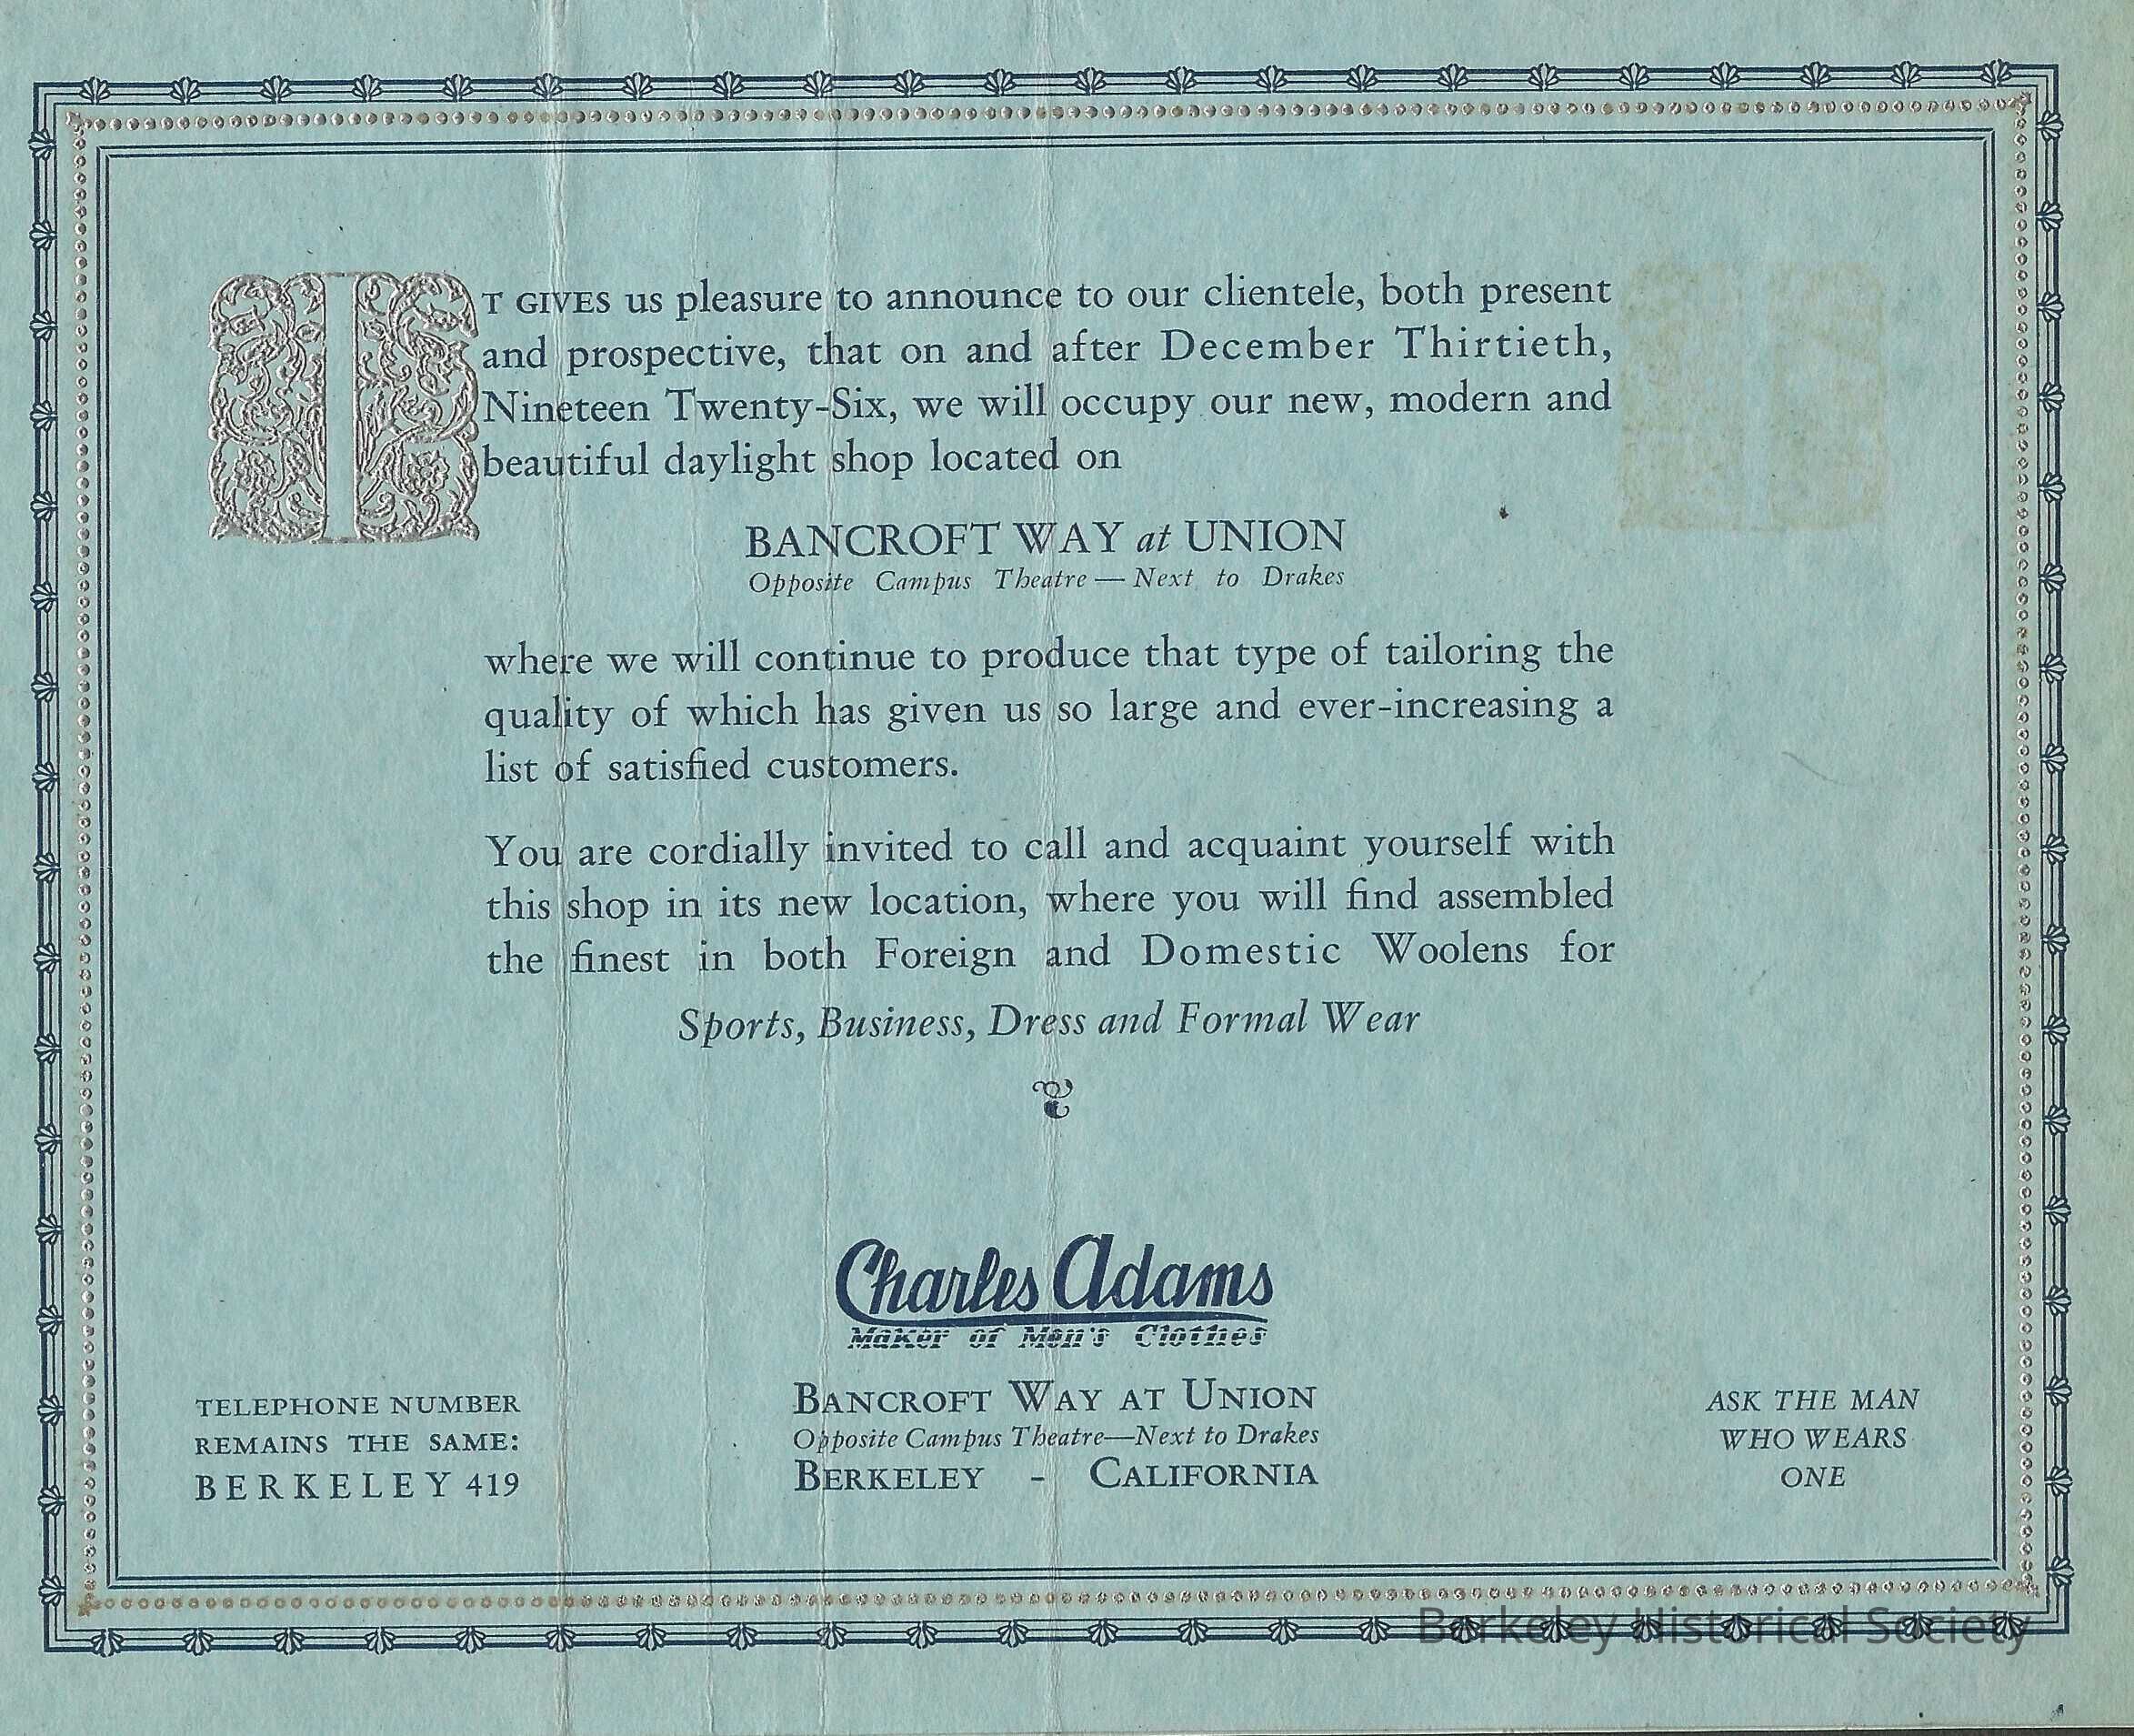 IT GIVES us pleasure to announce to our clientele, both present
and prospective, that on and after December Thirtieth,
Nineteen Twenty-Six, we will occupy our new, modern and
beautiful daylight shop located on
BANCROFT WAY at UNION
Opposite Campus Theatre — Next to Drakes
where we will continue to produce that type of tailoring the
quality of which has given us so large and ever-increasing a
list of satisfied customers.
You are cordially invited to call and acquaint yourself with
this shop in its new location, where you will find assembled
the finest in both Foreign and Domestic Woolens for
Sports, Business, Dress and Formal Wear
Charles Adams
Maker of Men's Clothes
TELEPHONE NUMBER
REMAINS THE SAME:
BERKELEY 419
BANCROFT WAY AT UNION
Opposite Campus Theatre—Next to Drakes
BERKELEY - CALIFORNIA
ASK THE MAN
WHO WEARS
ONE
Berkeley Historical Society